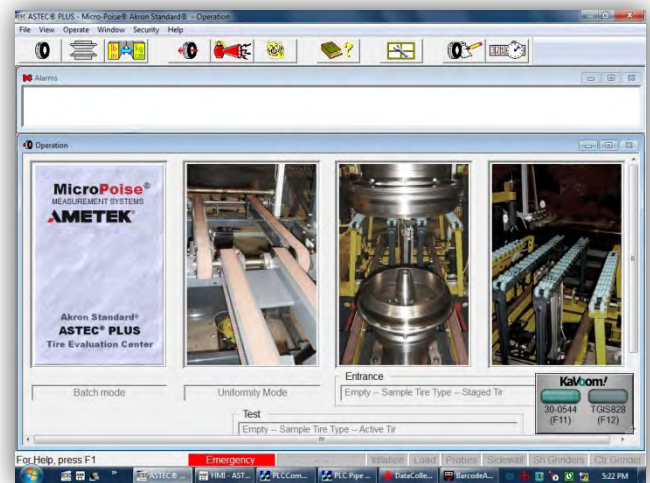 ASTEC® PLUS - Micro-Poise® Akron Standard® - Operation
File View Operate Window Security Help
Alarms
Operation
MicroPoise®
MEASUREMENT SYSTEMS
AMETEK®
Akron Standard®
ASTEC® PLUS
Tire Evaluation Center
Batch mode
Uniformity Mode
Entrance
Empty -- Sample Tire Type -- Staged Tir
Test
Empty -- Sample Tire Type -- Active Tir
KaVoom!
30-0544 TGIS828
(F11) (F12)
For Help, press F1 Emergency Inflation Load Probes Sidewall Sh Grinders Ctr Grinder
ASTEC® ... HMI - AST... PLCCom... PLC Pipe ... DataColle... BarcodeA... 5:22 PM